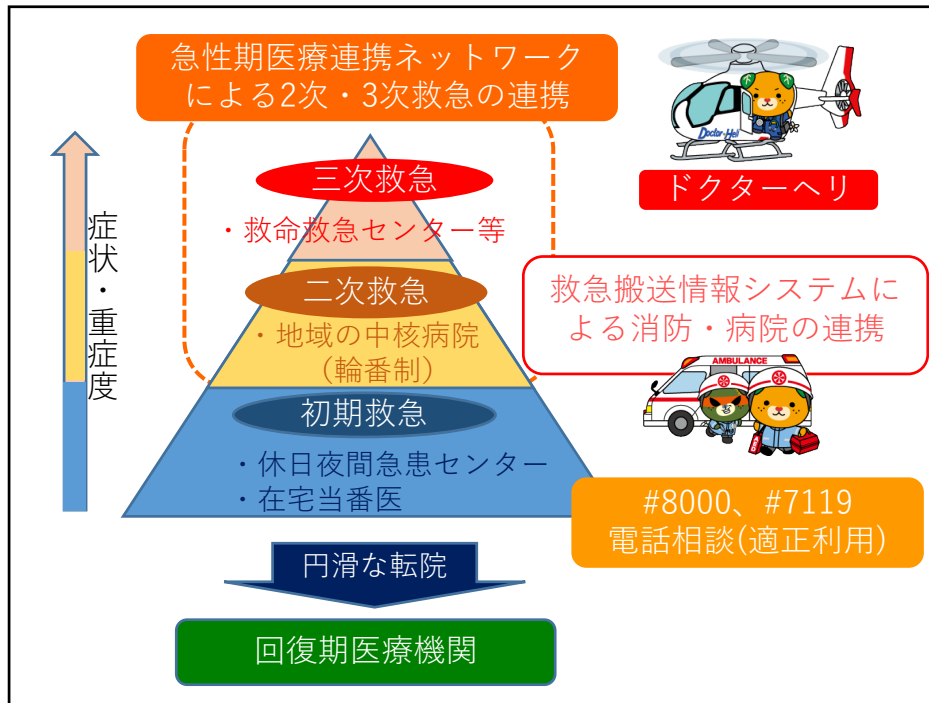 急性期医療連携ネットワーク
による2次・3次救急の連携
Doctor-Heli
ドクターヘリ
症状・重症度
三次救急
・救命救急センター等
二次救急
・地域の中核病院
(輪番制)
救急搬送情報システムに
よる消防・病院の連携
AMBULANCE
初期救急
・休日夜間急患センター
・在宅当番医
#8000、#7119
電話相談(適正利用)
円滑な転院
回復期医療機関